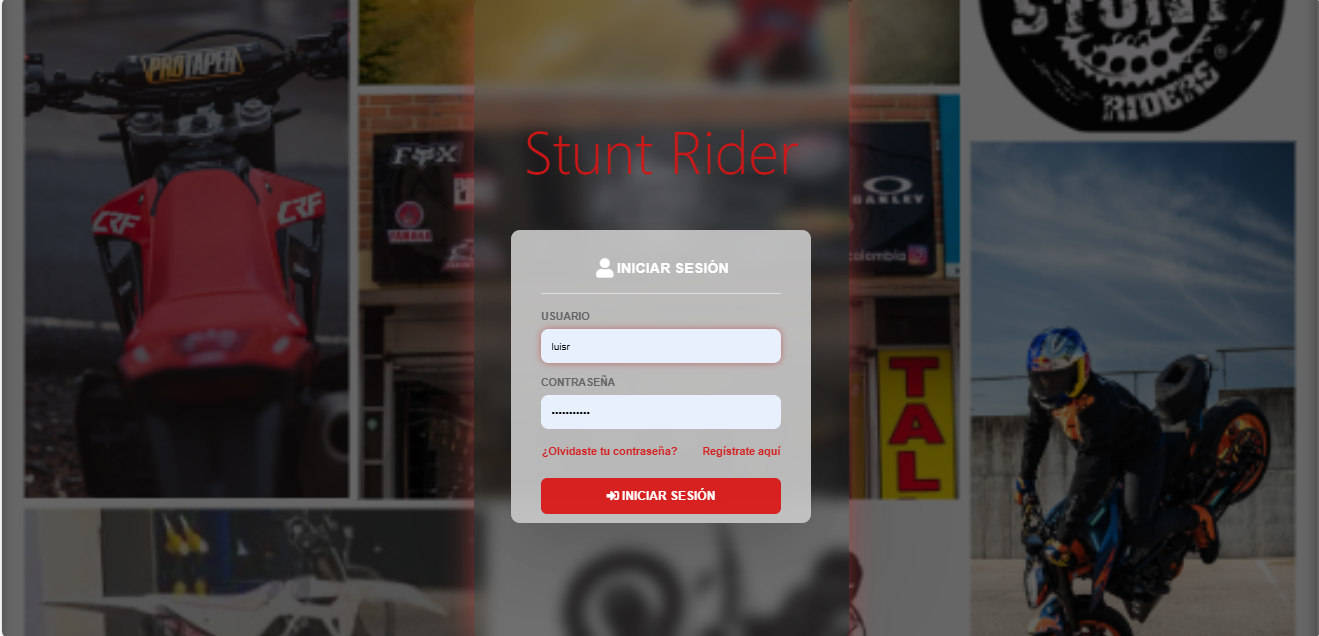 PROTAPER
CRF
CRF
STUNT
RIDERS
®
FOX
YAMAHA
OAKLEY
colombia
TAL
Stunt Rider
INICIAR SESIÓN
USUARIO
luisr
CONTRASEÑA
•••••••••••
¿Olvidaste tu contraseña? Regístrate aquí
INICIAR SESIÓN